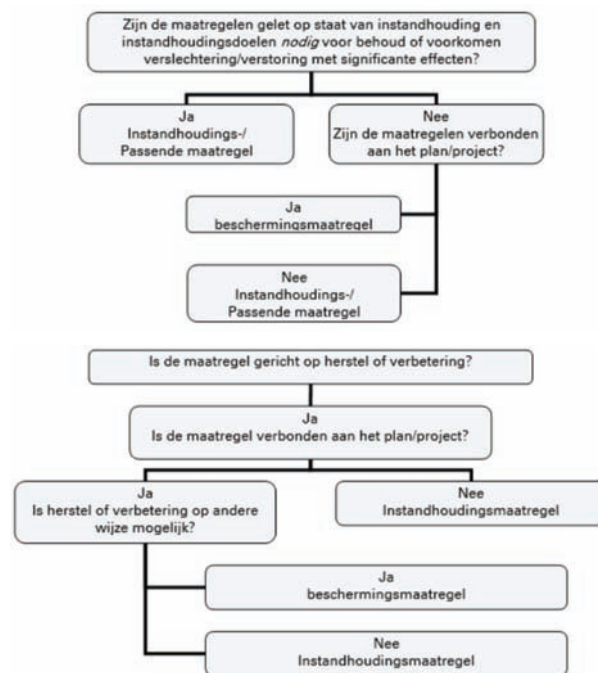 Zijn de maatregelen gelet op staat van instandhouding en
instandhoudingsdoelen nodig voor behoud of voorkomen
verslechtering/verstoring met significante effecten?
Ja
Instandhoudings-/
Passende maatregel
Nee
Zijn de maatregelen verbonden
aan het plan/project?
Ja
beschermingsmaatregel
Nee
Instandhoudings-/
Passende maatregel
Is de maatregel gericht op herstel of verbetering?
Ja
Is de maatregel verbonden aan het plan/project?
Ja
Is herstel of verbetering op andere
wijze mogelijk?
Nee
Instandhoudingsmaatregel
Ja
beschermingsmaatregel
Nee
Instandhoudingsmaatregel